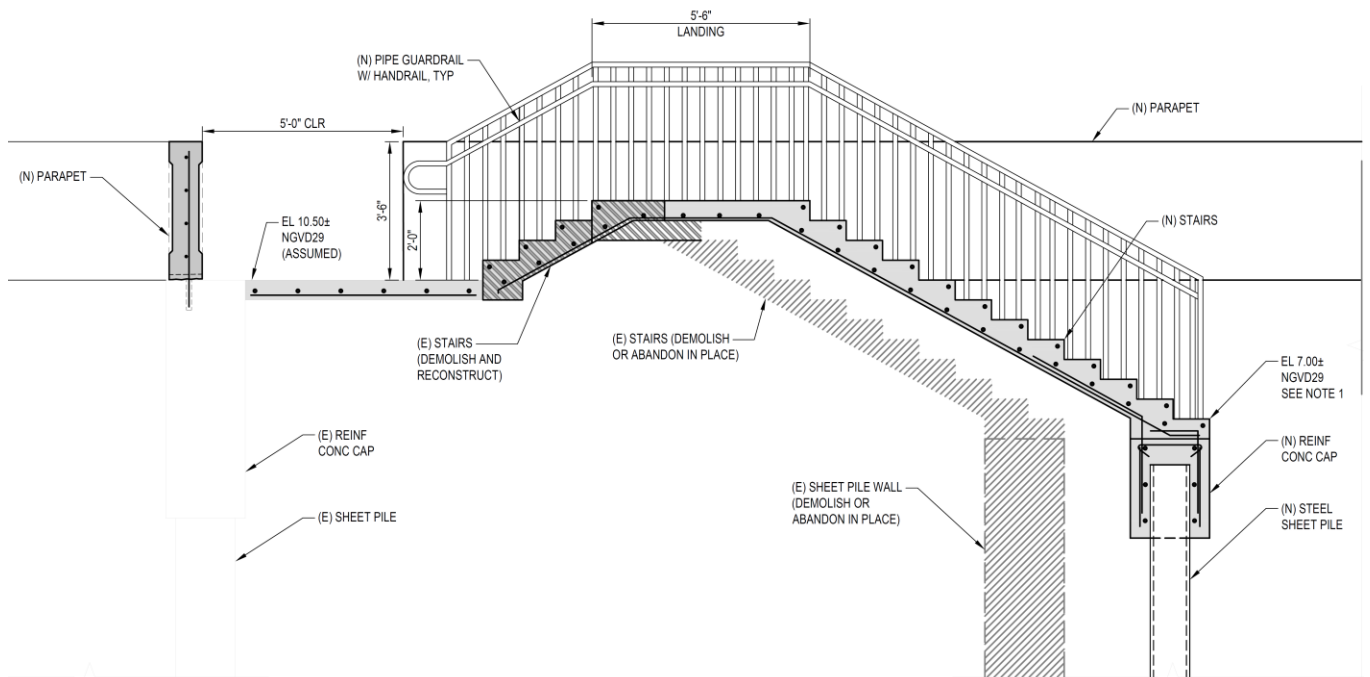 5'-6"
LANDING
(N) PIPE GUARDRAIL
W/ HANDRAIL, TYP
(N) PARAPET
5'-0" CLR
(N) PARAPET
3'-6"
2'-0"
EL 10.50±
NGVD29
(ASSUMED)
(N) STAIRS
(E) STAIRS
(DEMOLISH AND
RECONSTRUCT)
(E) STAIRS (DEMOLISH
OR ABANDON IN PLACE)
EL 7.00±
NGVD29
SEE NOTE 1
(E) REINF
CONC CAP
(N) REINF
CONC CAP
(E) SHEET PILE WALL
(DEMOLISH OR
ABANDON IN PLACE)
(E) SHEET PILE
(N) STEEL
SHEET PILE